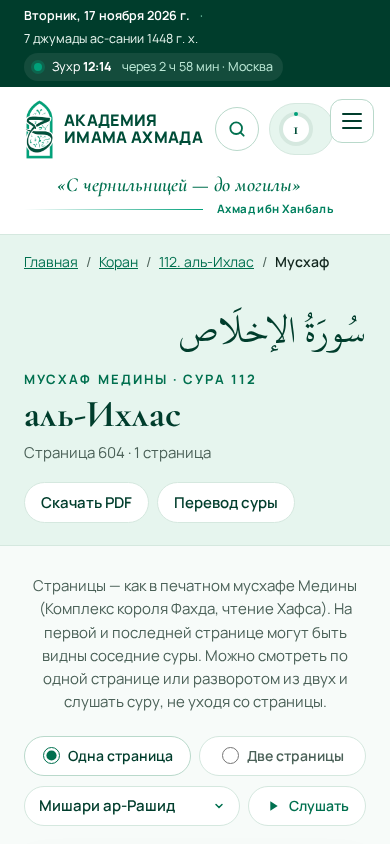 Вторник, 17 ноября 2026 г. ·
7 джумады ас-сании 1448 г. х.
Зухр 12:14 через 2 ч 58 мин · Москва
АКАДЕМИЯ
ИМАМА АХМАДА
1
«С чернильницей — до могилы»
Ахмад ибн Ханбаль
Главная / Коран / 112. аль-Ихлас / Мусхаф
سُورَةُ الإِخلَاص
МУСХАФ МЕДИНЫ · СУРА 112
аль-Ихлас
Страница 604 · 1 страница
Скачать PDF Перевод суры
Страницы — как в печатном мусхафе Медины
(Комплекс короля Фахда, чтение Хафса). На
первой и последней странице могут быть
видны соседние суры. Можно смотреть по
одной странице или разворотом из двух и
слушать суру, не уходя со страницы.
Одна страница Две страницы
Мишари ар-Рашид Слушать